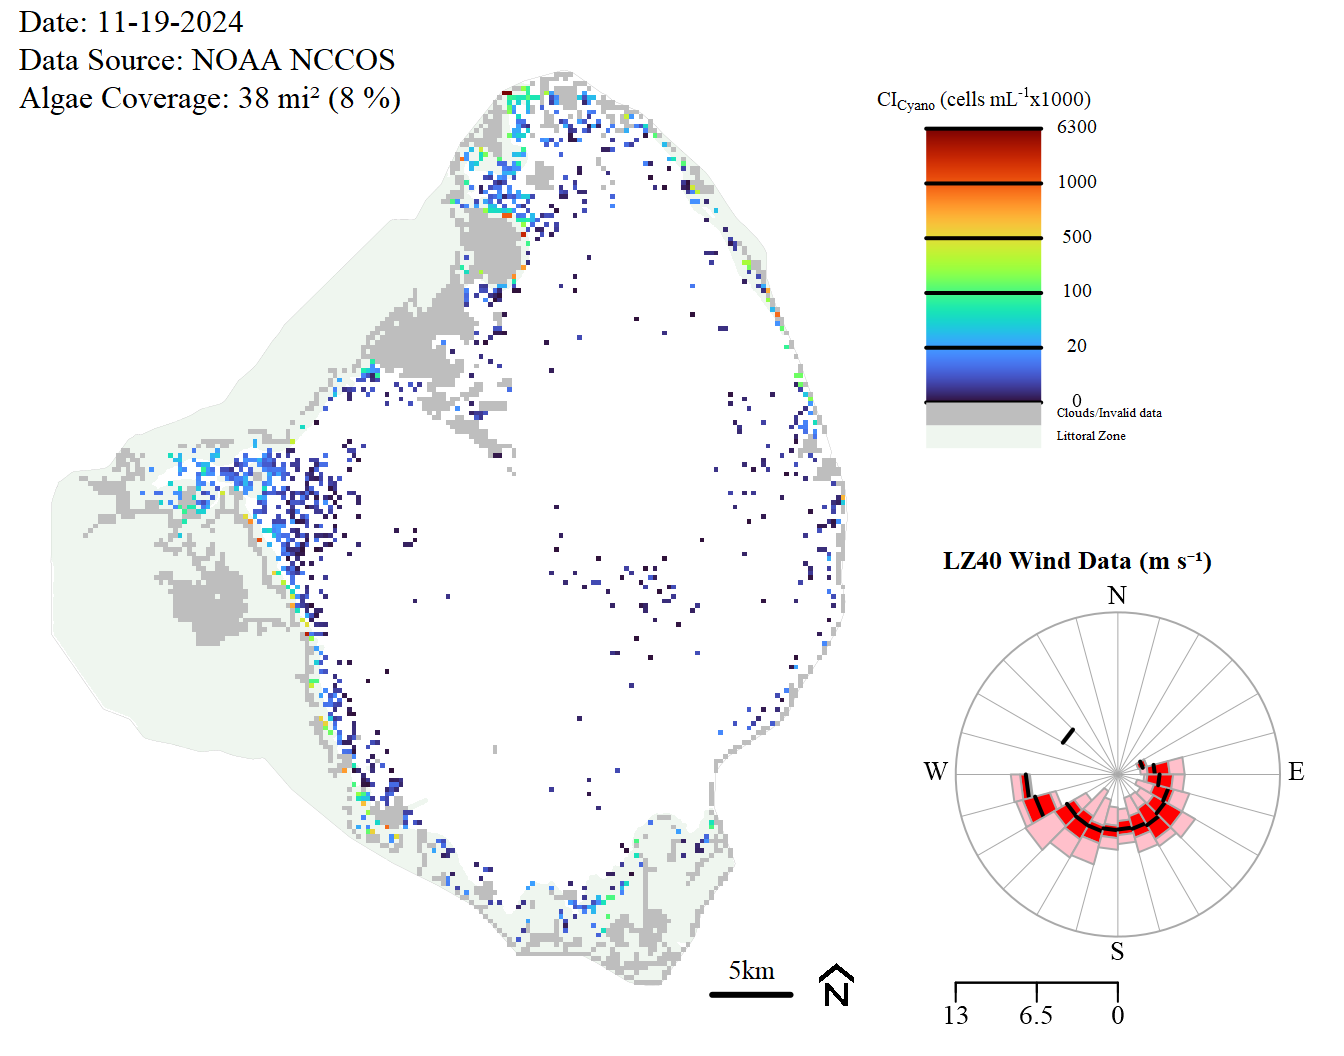 Date: 11-19-2024
Data Source: NOAA NCCOS
Algae Coverage: 38 mi² (8 %)
CICyano (cells mL⁻¹x1000)
6300
1000
500
100
20
0
Clouds/Invalid data
Littoral Zone
LZ40 Wind Data (m s⁻¹)
N
W
E
S
5km
N
13
6.5
0